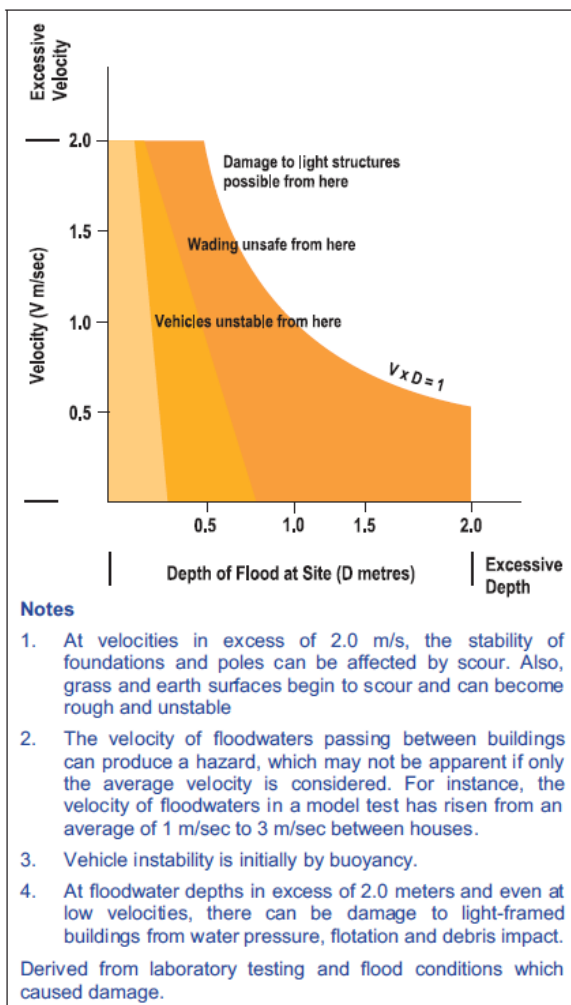 Excessive
Velocity
2.0
Damage to light structures
possible from here
1.5
Wading unsafe from here
Velocity (V m/sec)
1.0
Vehicles unstable from here
V x D = 1
0.5
0.5
1.0
1.5
2.0
Depth of Flood at Site (D metres)
Excessive
Depth
Notes
1. At velocities in excess of 2.0 m/s, the stability of
foundations and poles can be affected by scour. Also,
grass and earth surfaces begin to scour and can become
rough and unstable
2. The velocity of floodwaters passing between buildings
can produce a hazard, which may not be apparent if only
the average velocity is considered. For instance, the
velocity of floodwaters in a model test has risen from an
average of 1 m/sec to 3 m/sec between houses.
3. Vehicle instability is initially by buoyancy.
4. At floodwater depths in excess of 2.0 meters and even at
low velocities, there can be damage to light-framed
buildings from water pressure, flotation and debris impact.
Derived from laboratory testing and flood conditions which
caused damage.